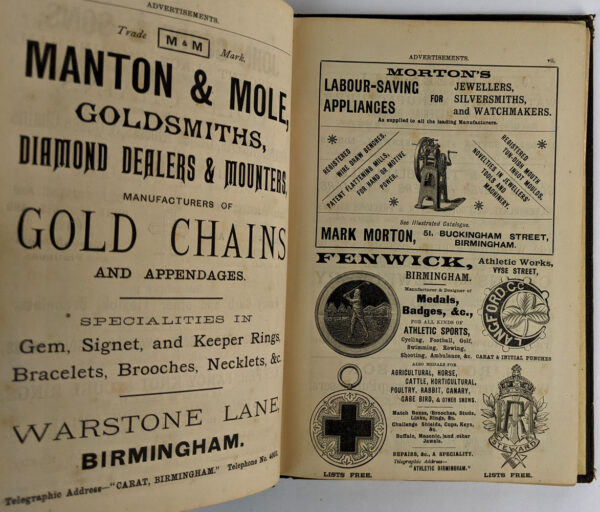 ADVERTISEMENTS.
Trade M & M Mark.
MANTON & MOLE,
GOLDSMITHS,
DIAMOND DEALERS & MOUNTERS,
MANUFACTURERS OF
GOLD CHAINS
AND APPENDAGES.
SPECIALITIES IN
Gem, Signet, and Keeper Rings,
Bracelets, Brooches, Necklets, &c.
WARSTONE LANE,
BIRMINGHAM.
Telegraphic Address—"CARAT, BIRMINGHAM." Telephone No.
ADVERTISEMENTS. vii.
MORTON'S
LABOUR-SAVING
APPLIANCES
FOR
JEWELLERS,
SILVERSMITHS,
and WATCHMAKERS.
As supplied to all the leading Manufacturers.
REGISTERED
WIRE DRAW BENCHES.
PATENT FLATTENING MILLS,
FOR HAND OR MOTIVE
POWER.
REGISTERED
TUN-DISH MOUTH
INGOT MOULDS.
NOVELTIES IN JEWELLERS'
TOOLS AND
MACHINERY.
See Illustrated Catalogue.
MARK MORTON, 51, BUCKINGHAM STREET,
BIRMINGHAM.
FENWICK, Athletic Works,
VYSE STREET,
BIRMINGHAM.
Manufacturer & Designer of
Medals,
Badges, &c.,
FOR ALL KINDS OF
ATHLETIC SPORTS,
Cycling, Football, Golf,
Swimming, Rowing,
Shooting, Ambulance, &c.
LANGFORD C.C.
CARAT & INITIAL PUNCHES
ALSO MEDALS FOR
AGRICULTURAL, HORSE,
CATTLE, HORTICULTURAL,
POULTRY, RABBIT, CANARY,
CAGE BIRD, & OTHER SHEWS.
Match Boxes, Brooches, Studs,
Links, Rings, &c.
Challenge Shields, Cups, Keys,
&c.
Buffalo, Masonic, and other
Jewels.
REPAIRS, &c., A SPECIALITY.
Telegraphic Address—
"ATHLETIC BIRMINGHAM."
LISTS FREE.
LISTS FREE.